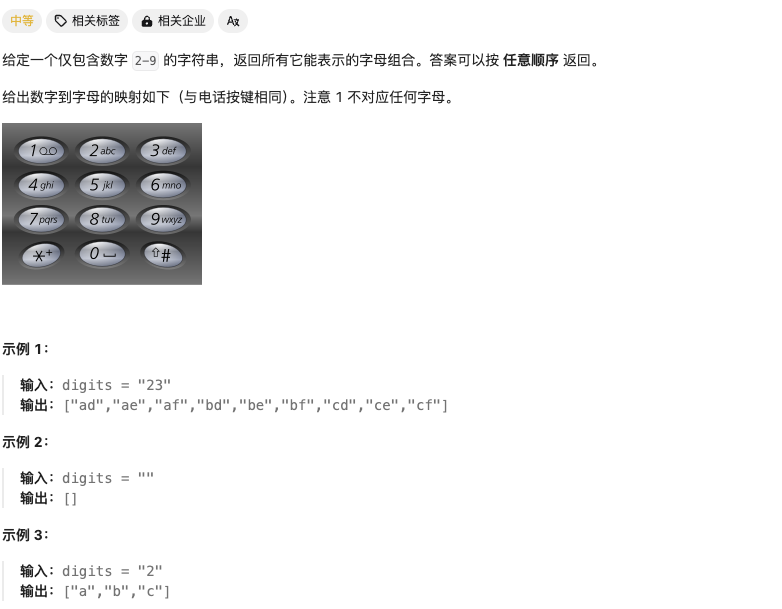 中等 相关标签 相关企业 Aズ
给定一个仅包含数字 2-9 的字符串，返回所有它能表示的字母组合。答案可以按 任意顺序 返回。
给出数字到字母的映射如下（与电话按键相同）。注意 1 不对应任何字母。
1 2 abc 3 def
4 ghi 5 jkl 6 mno
7 pqrs 8 tuv 9 wxyz
* + 0 ⇧ #
示例 1：
输入：digits = "23"
输出：["ad","ae","af","bd","be","bf","cd","ce","cf"]
示例 2：
输入：digits = ""
输出：[]
示例 3：
输入：digits = "2"
输出：["a","b","c"]